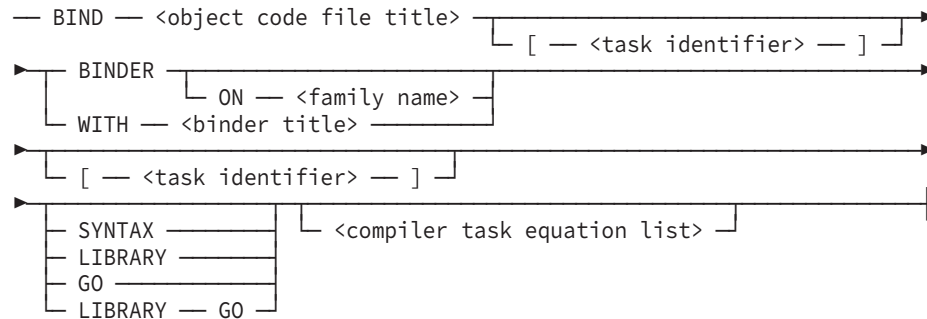 BIND <object code file title>
[ <task identifier> ]
BINDER
ON <family name>
WITH <binder title>
[ <task identifier> ]
SYNTAX <compiler task equation list>
LIBRARY
GO
LIBRARY GO